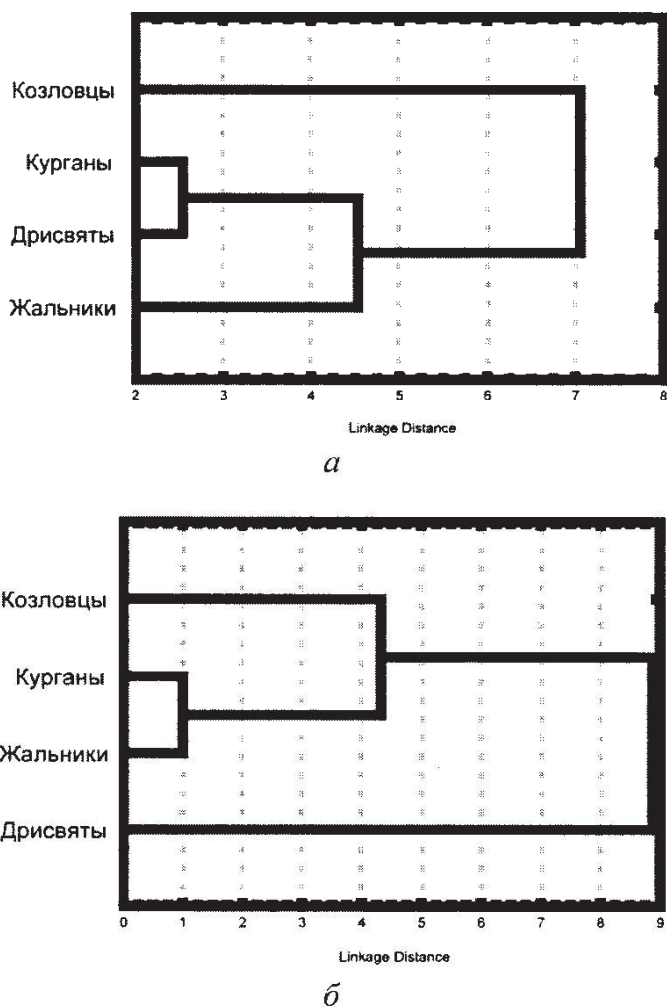 Козловцы
Курганы
Дрисвяты
Жальники
2 3 4 5 6 7 8
Linkage Distance
а
Козловцы
Курганы
Жальники
Дрисвяты
0 1 2 3 4 5 6 7 8 9
Linkage Distance
б